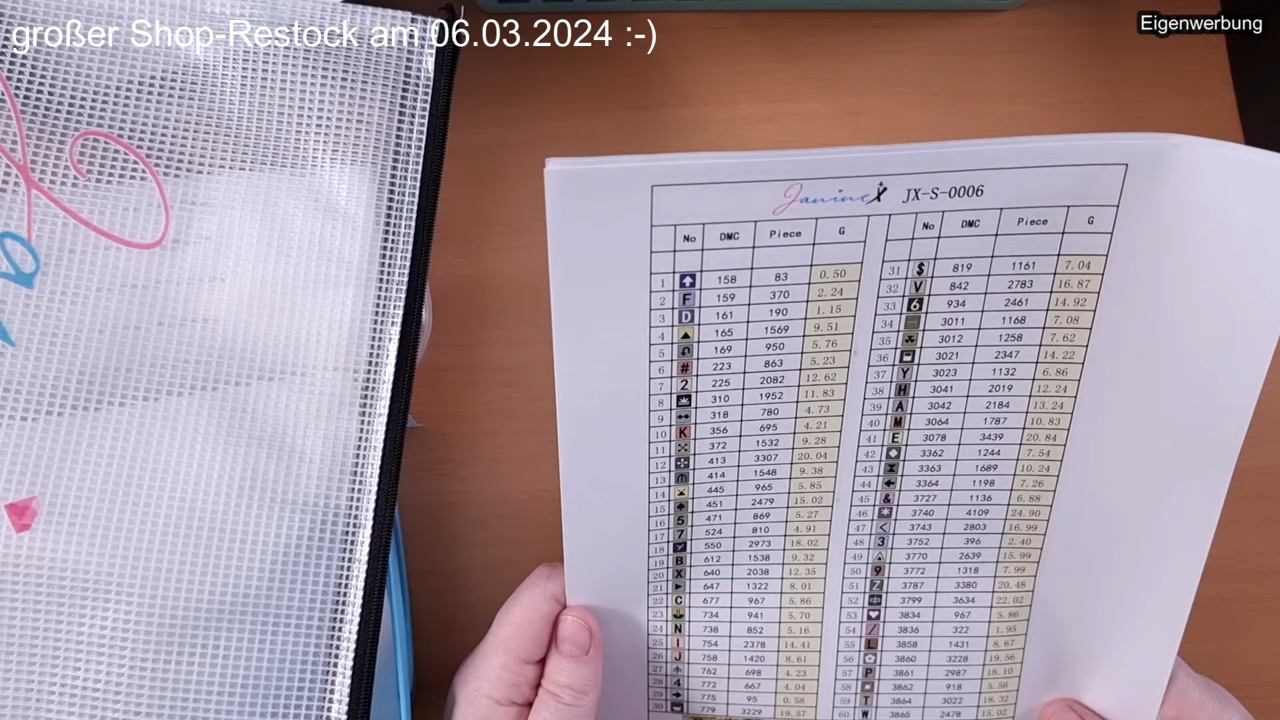 großer Shop-Restock am 06.03.2024 :-)
Eigenwerbung
JanineX JX-S-0006
No DMC Piece G
1 158 83 0.50
2 F 159 370 2.24
3 D 161 190 1.15
4 165 1569 9.51
5 169 950 5.76
6 # 223 863 5.23
7 2 225 2082 12.62
8 310 1952 11.83
9 318 780 4.73
10 K 356 695 4.21
11 372 1532 9.28
12 413 3307 20.04
13 414 1548 9.38
14 445 965 5.85
15 451 2479 15.02
16 5 471 869 5.27
17 7 524 810 4.91
18 550 2973 18.02
19 B 612 1538 9.32
20 X 640 2038 12.35
21 647 1322 8.01
22 C 677 967 5.86
23 734 941 5.70
24 N 738 852 5.16
25 I 754 2378 14.41
26 J 758 1420 8.61
27 762 698 4.23
28 4 772 667 4.04
29 775 95 0.58
30 779 3229 19.57
No DMC Piece G
31 $ 819 1161 7.04
32 V 842 2783 16.87
33 6 934 2461 14.92
34 3011 1168 7.08
35 3012 1258 7.62
36 3021 2347 14.22
37 Y 3023 1132 6.86
38 H 3041 2019 12.24
39 A 3042 2184 13.24
40 M 3064 1787 10.83
41 E 3078 3439 20.84
42 3362 1244 7.54
43 3363 1689 10.24
44 3364 1198 7.26
45 & 3727 1136 6.88
46 * 3740 4109 24.90
47 < 3743 2803 16.99
48 3 3752 396 2.40
49 3770 2639 15.99
50 9 3772 1318 7.99
51 Z 3787 3380 20.48
52 3799 3634 22.02
53 3834 967 5.86
54 / 3836 322 1.95
55 L 3858 1431 8.67
56 3860 3228 19.56
57 P 3861 2987 18.10
58 3862 918 5.56
59 T 3864 3022 18.32
60 W 3865 2478 15.02